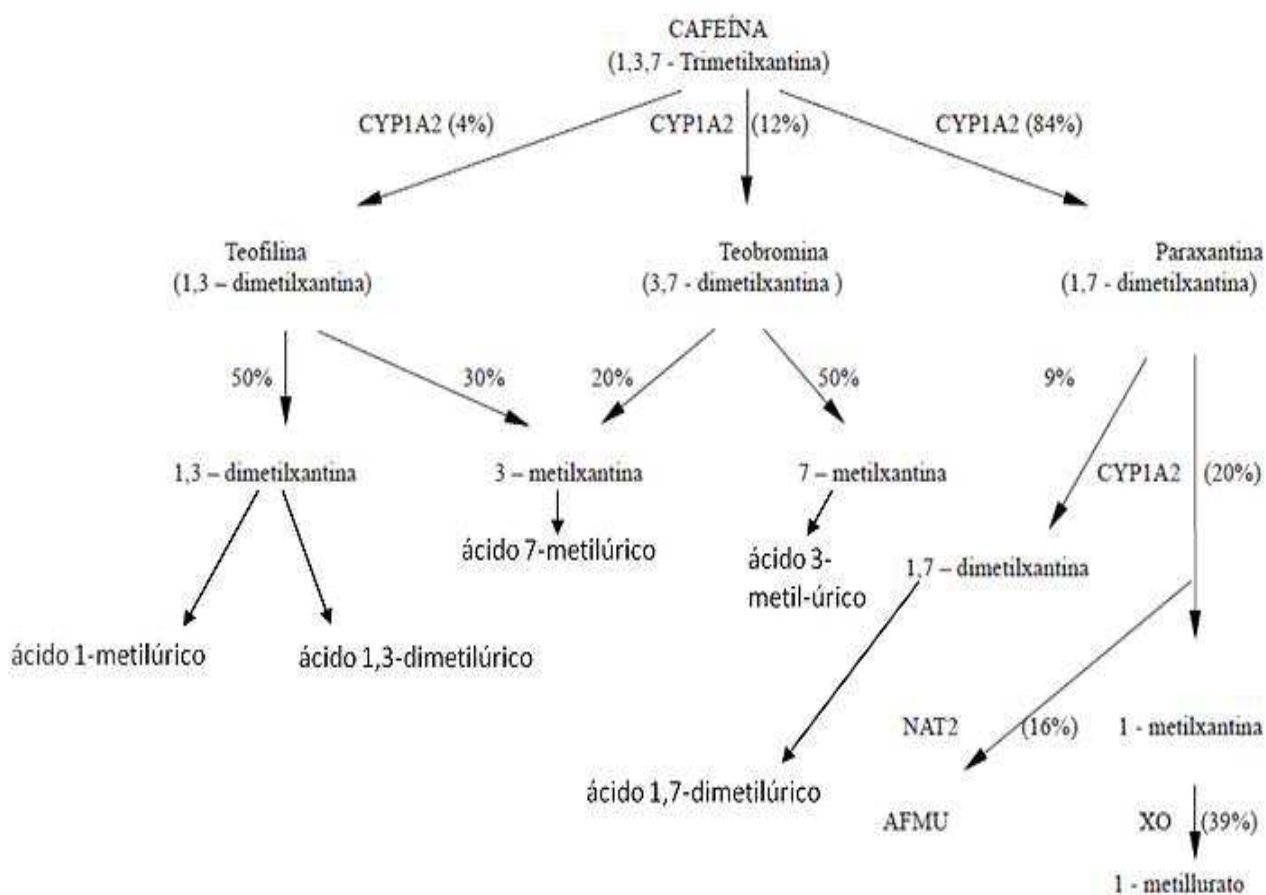 CAFEÍNA
(1,3,7 - Trimetilxantina)
CYP1A2 (4%)
CYP1A2 (12%)
CYP1A2 (84%)
Teofilina
(1,3 – dimetilxantina)
Teobromina
(3,7 - dimetilxantina )
Paraxantina
(1,7 - dimetilxantina)
50%
30%
20%
50%
9%
1,3 – dimetilxantina
3 – metilxantina
7 – metilxantina
CYP1A2 (20%)
ácido 7-metilúrico
ácido 3-
metil-úrico
1,7 – dimetilxantina
ácido 1-metilúrico
ácido 1,3-dimetilúrico
NAT2 (16%)
1 - metilxantina
ácido 1,7-dimetilúrico
AFMU
XO (39%)
1 - metillurato